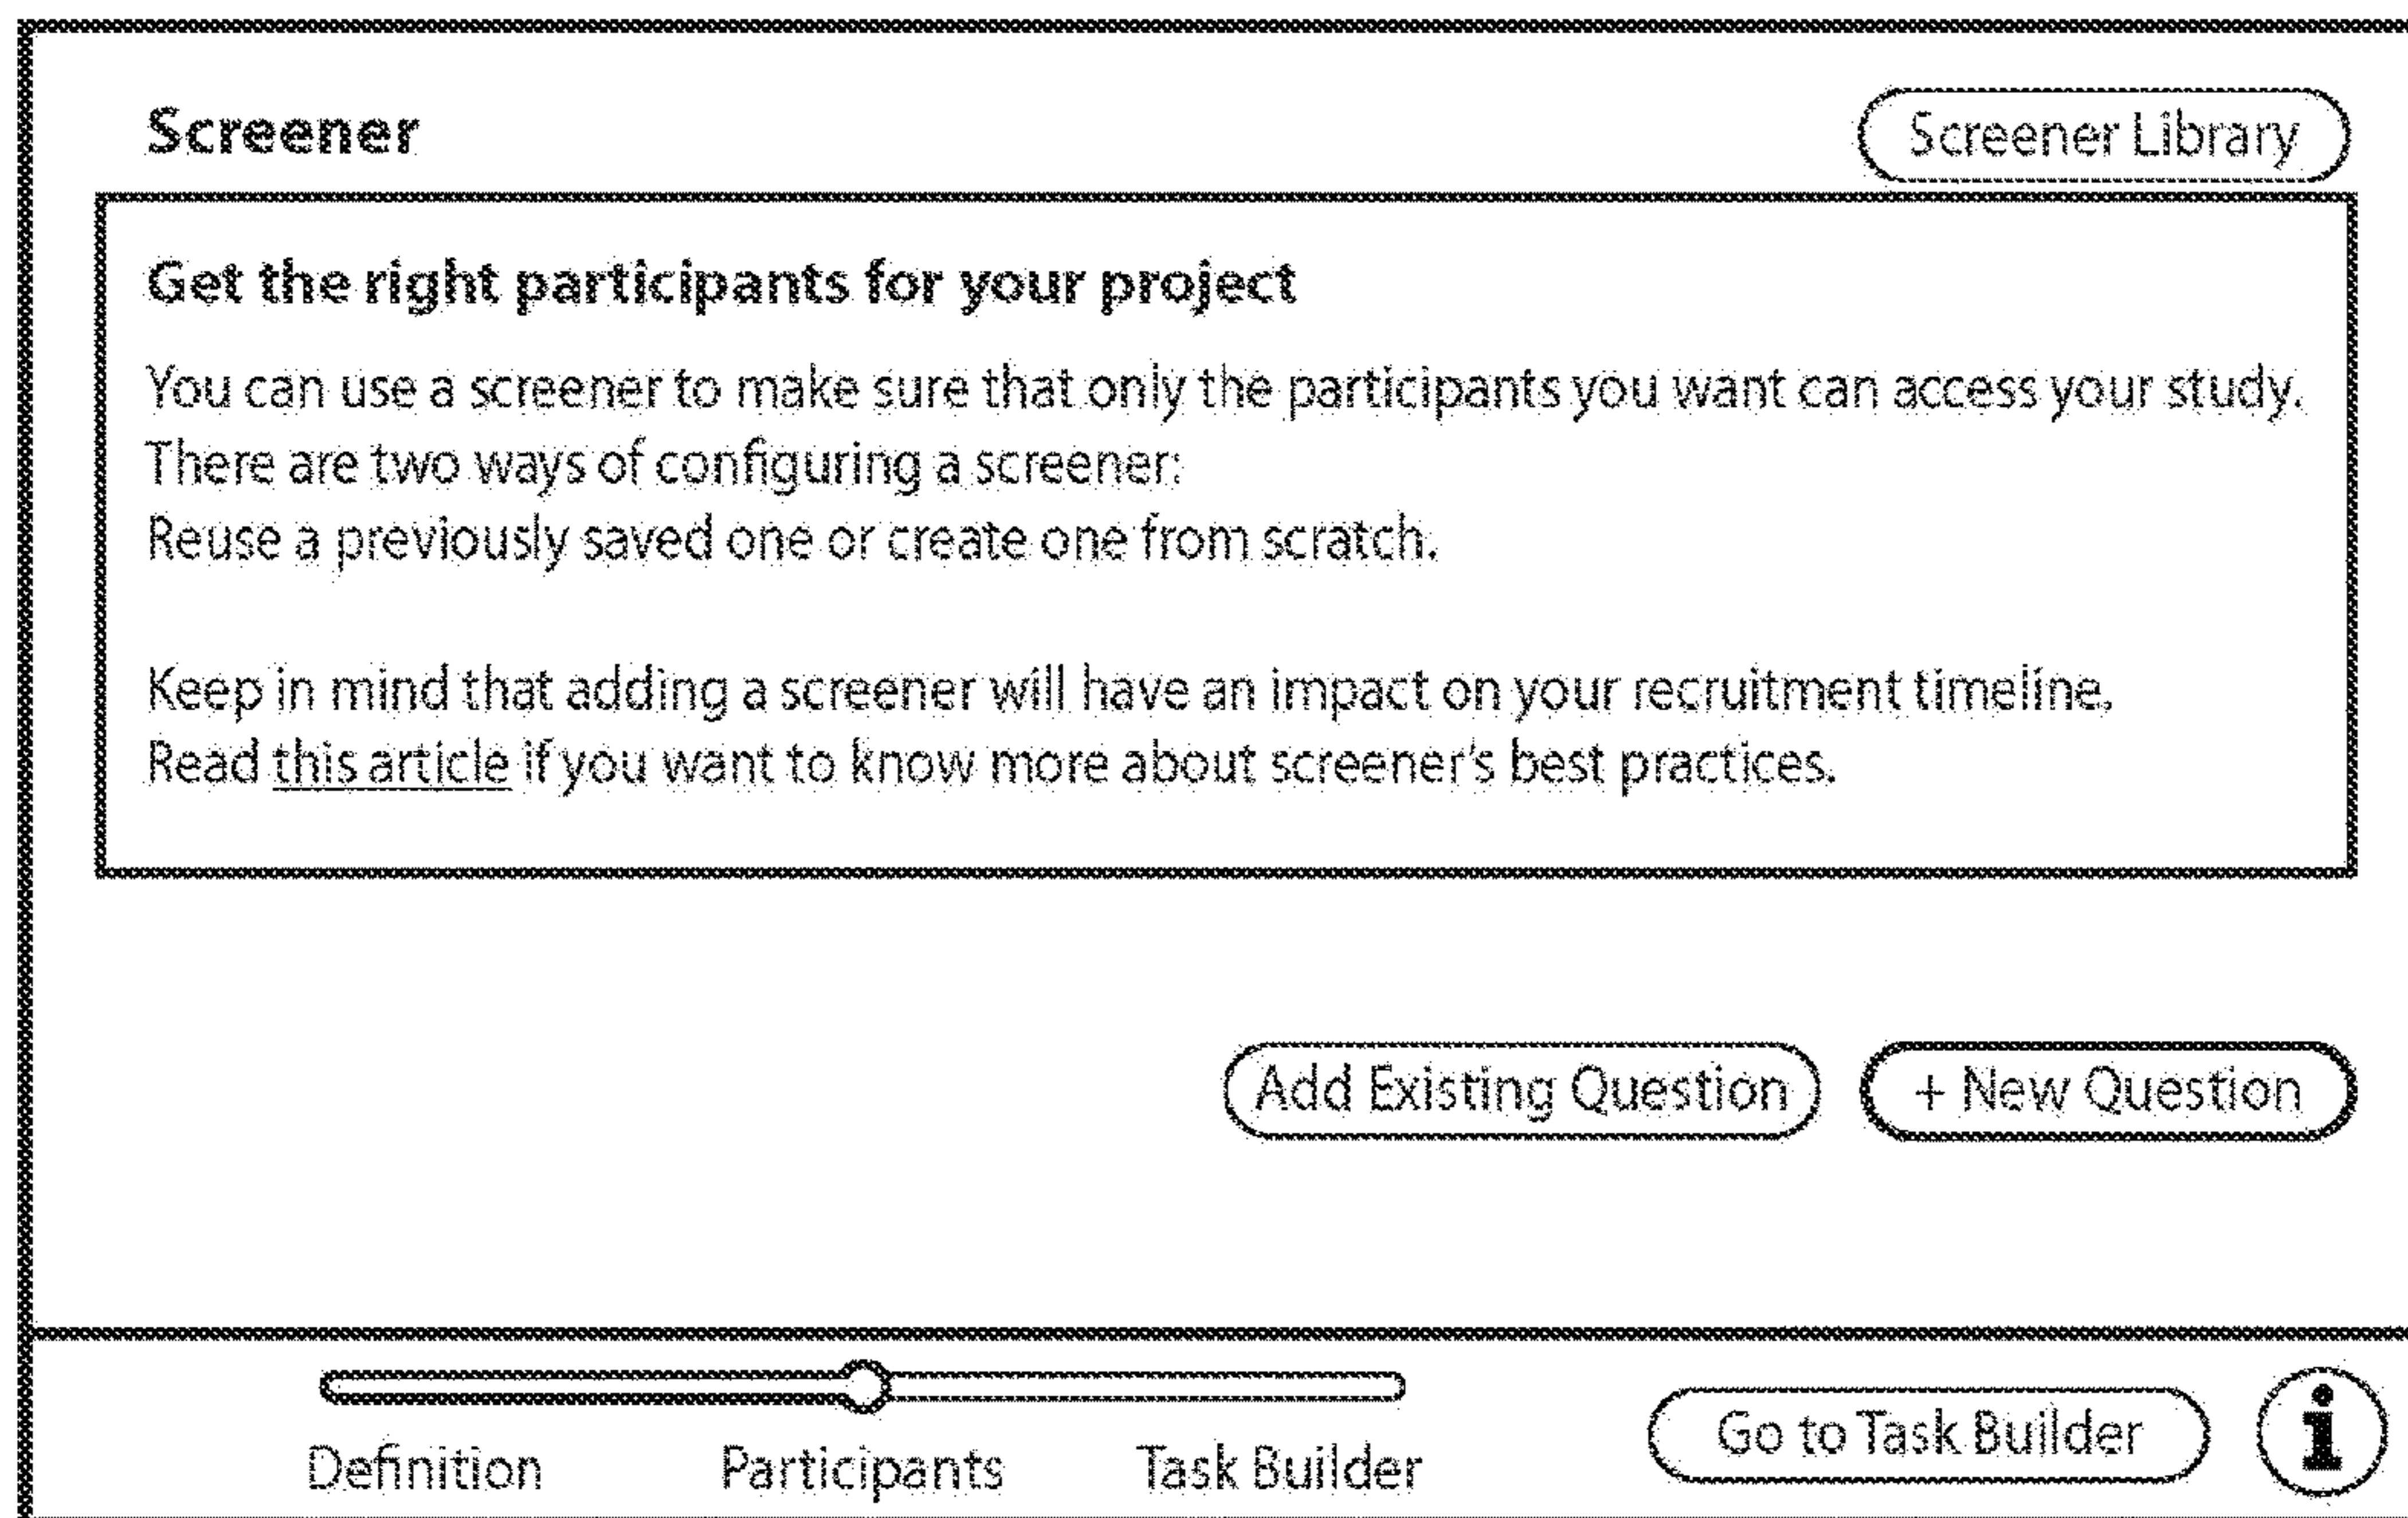 Screener
Screener Library
Get the right participants for your project
You can use a screener to make sure that only the participants you want can access your study.
There are two ways of configuring a screener:
Reuse a previously saved one or create one from scratch.
Keep in mind that adding a screener will have an impact on your recruitment timeline.
Read this article if you want to know more about screener's best practices.
Add Existing Question
+ New Question
Definition
Participants
Task Builder
Go to Task Builder
i